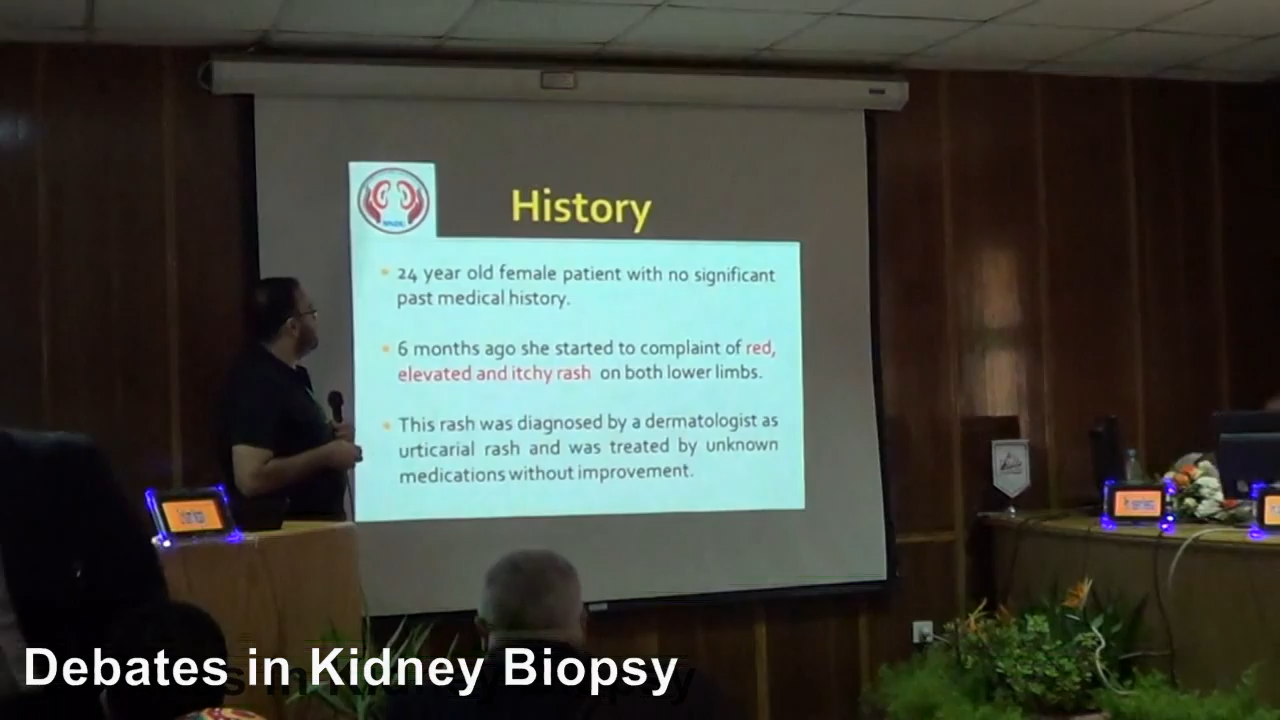 History
24 year old female patient with no significant
past medical history.
6 months ago she started to complaint of red,
elevated and itchy rash on both lower limbs.
This rash was diagnosed by a dermatologist as
urticarial rash and was treated by unknown
medications without improvement.
Debates in Kidney Biopsy